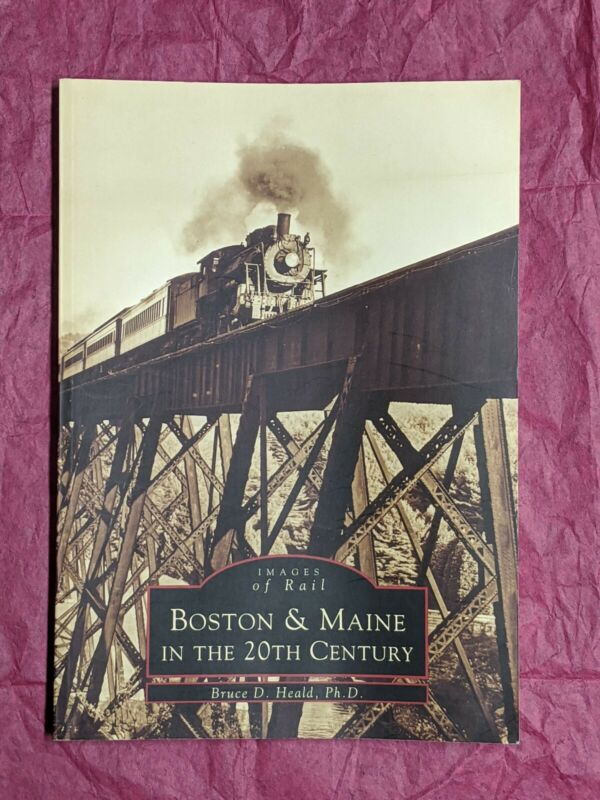 IMAGES
of Rail
BOSTON & MAINE
IN THE 20TH CENTURY
Bruce D. Heald, Ph.D.